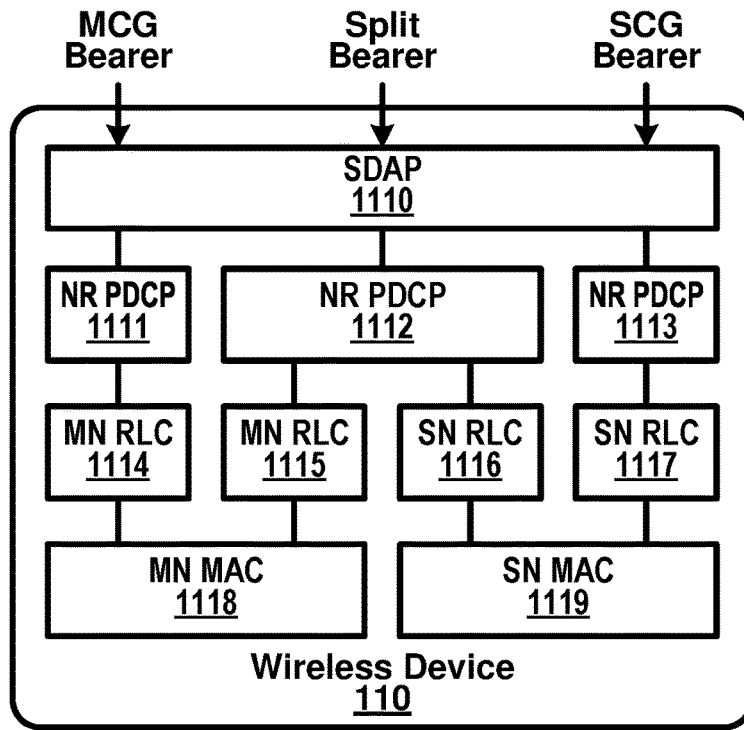 MCG Bearer
Split Bearer
SCG Bearer
SDAP
1110
NR PDCP
1111
NR PDCP
1112
NR PDCP
1113
MN RLC
1114
MN RLC
1115
SN RLC
1116
SN RLC
1117
MN MAC
1118
SN MAC
1119
Wireless Device
110